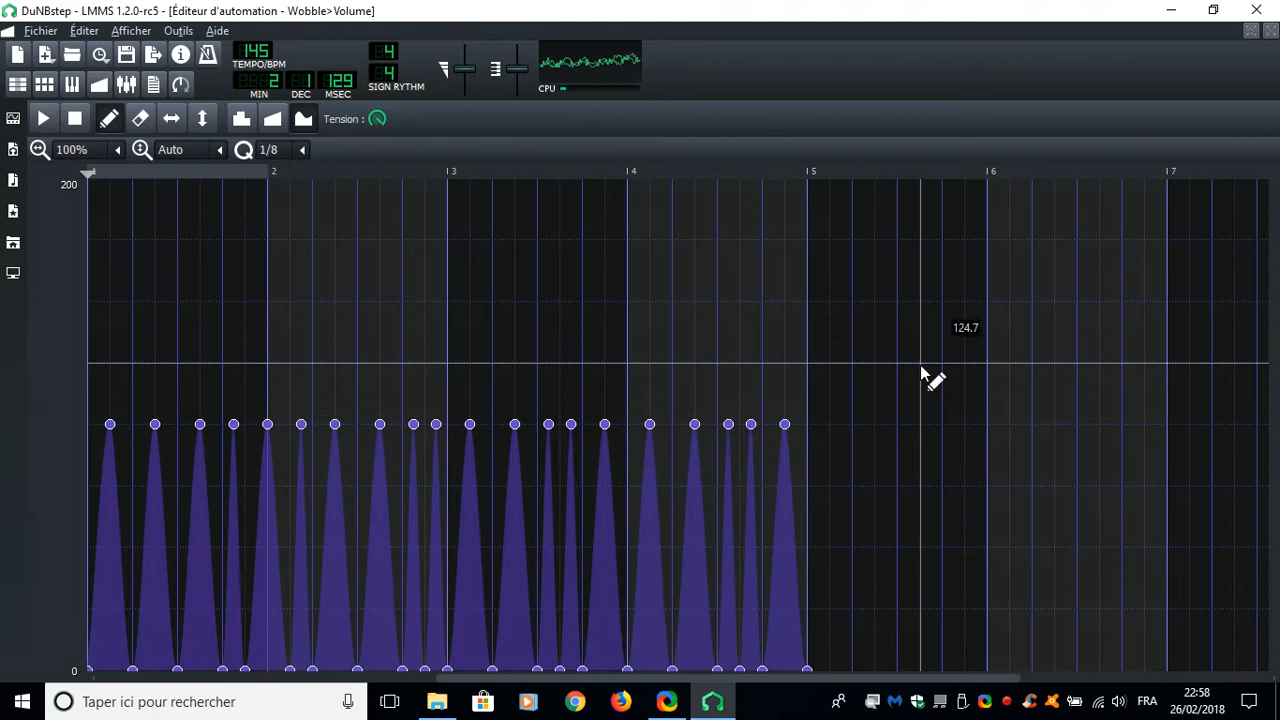 DuNBstep - LMMS 1.2.0-rc5 - [Éditeur d'automation - Wobble>Volume]
Fichier Éditer Afficher Outils Aide
145
TEMPO/BPM
4
4
SIGN RYTHM
2 1 129
MIN DEC MSEC
CPU
Tension :
100% Auto 1/8
1 2 3 4 5 6 7
200
124.7
0
Taper ici pour rechercher
FRA
22:58
26/02/2018